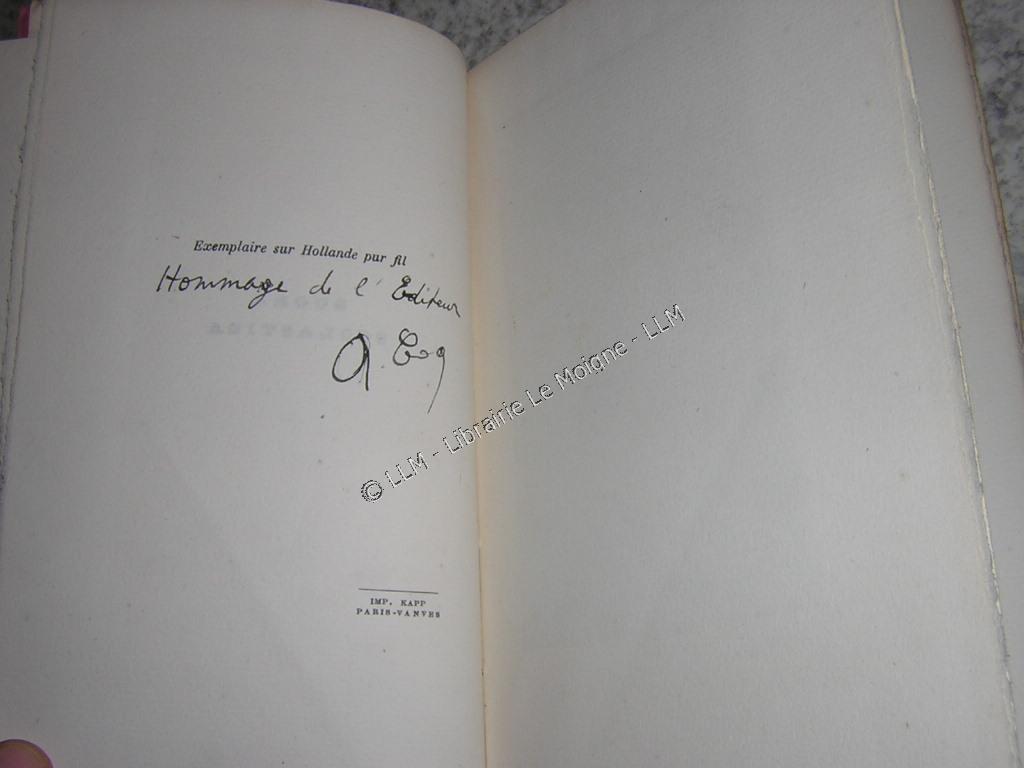 Exemplaire sur Hollande pur fil
Hommage de l'Editeur
© LLM - Librairie Le Moigne - LLM
IMP. KAPP
PARIS-VANVES